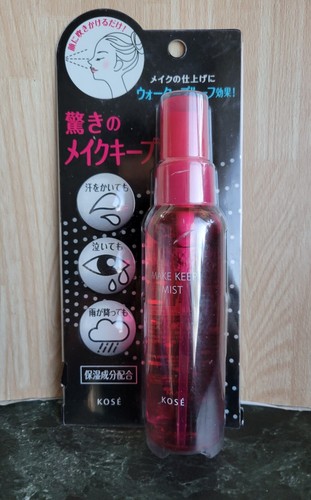 顔に吹きかけるだけ!
メイクの仕上げに
ウォータープルーフ効果!
驚きの
メイクキープ
汗をかいても
泣いても
雨が降っても
保湿成分配合
KOSÉ
MAKE KEEP
MIST
KOSÉ